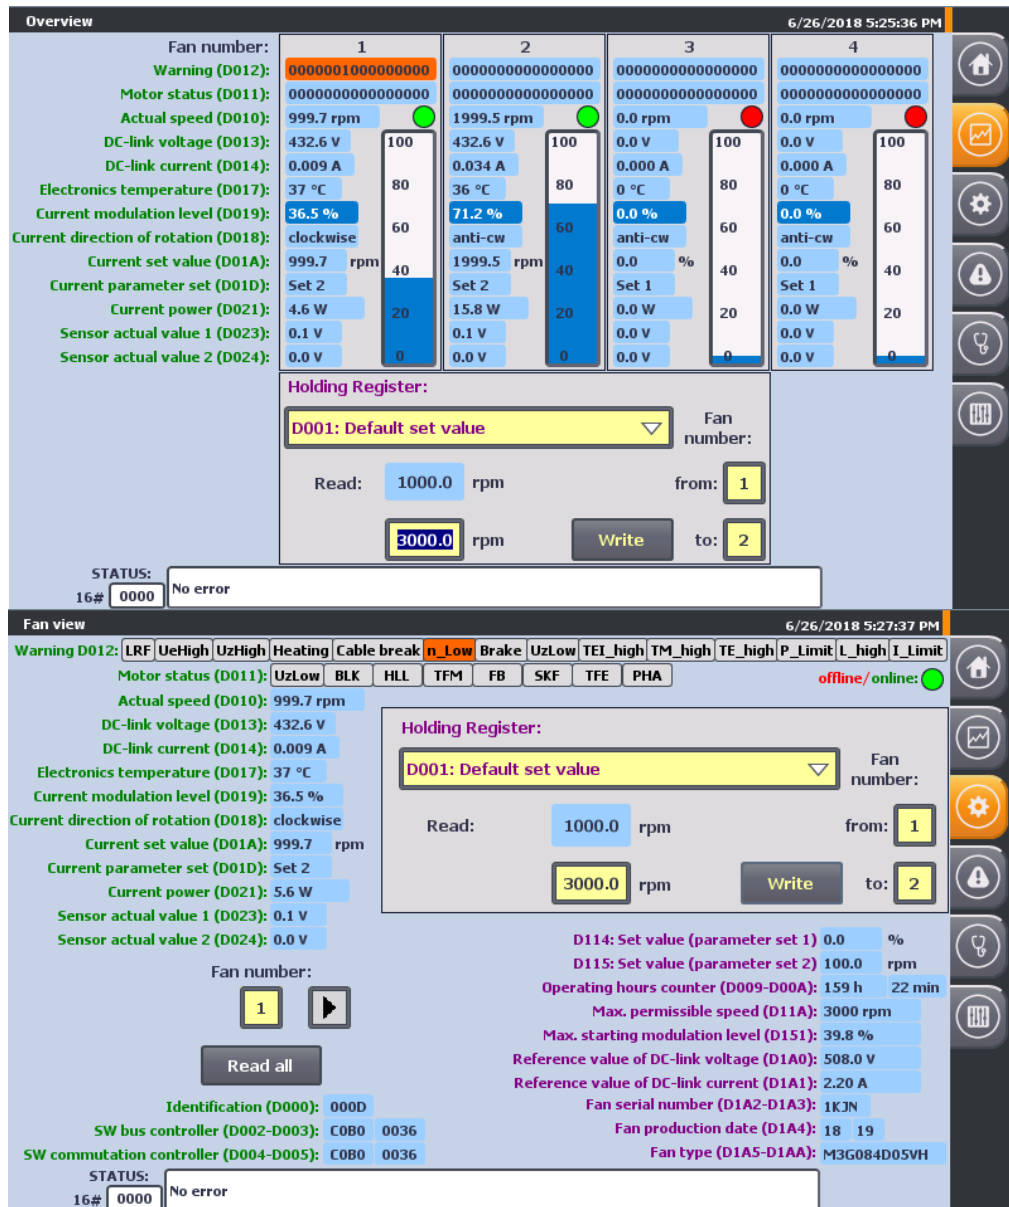 Overview 6/26/2018 5:25:36 PM
Fan number: 1 2 3 4
Warning (D012): 0000001000000000 0000000000000000 0000000000000000 0000000000000000
Motor status (D011): 0000000000000000 0000000000000000 0000000000000000 0000000000000000
Actual speed (D010): 999.7 rpm 1999.5 rpm 0.0 rpm 0.0 rpm
DC-link voltage (D013): 432.6 V 100 432.6 V 100 0.0 V 100 0.0 V 100
DC-link current (D014): 0.009 A 0.034 A 0.000 A 0.000 A
Electronics temperature (D017): 37 °C 80 36 °C 80 0 °C 80 0 °C 80
Current modulation level (D019): 36.5 % 71.2 % 0.0 % 0.0 %
60 60 60 60
Current direction of rotation (D018): clockwise anti-cw anti-cw anti-cw
Current set value (D01A): 999.7 rpm 1999.5 rpm 0.0 % 0.0 %
40 40 40 40
Current parameter set (D01D): Set 2 Set 2 Set 1 Set 1
Current power (D021): 4.6 W 20 15.8 W 20 0.0 W 20 0.0 W 20
Sensor actual value 1 (D023): 0.1 V 0.1 V 0.0 V 0.0 V
Sensor actual value 2 (D024): 0.0 V 0 0.0 V 0 0.0 V 0 0.0 V 0
Holding Register:
D001: Default set value Fan number:
Read: 1000.0 rpm from: 1
3000.0 rpm Write to: 2
STATUS:
16# 0000 No error
Fan view 6/26/2018 5:27:37 PM
Warning D012: LRF UeHigh UzHigh Heating Cable break n_Low Brake UzLow TEI_high TM_high TE_high P_Limit L_high I_Limit
Motor status (D011): UzLow BLK HLL TFM FB SKF TFE PHA offline/online:
Actual speed (D010): 999.7 rpm
DC-link voltage (D013): 432.6 V
DC-link current (D014): 0.009 A
Electronics temperature (D017): 37 °C
Current modulation level (D019): 36.5 %
Current direction of rotation (D018): clockwise
Current set value (D01A): 999.7 rpm
Current parameter set (D01D): Set 2
Current power (D021): 5.6 W
Sensor actual value 1 (D023): 0.1 V
Sensor actual value 2 (D024): 0.0 V
Holding Register:
D001: Default set value Fan number:
Read: 1000.0 rpm from: 1
3000.0 rpm Write to: 2
Fan number:
1
Read all
Identification (D000): 000D
SW bus controller (D002-D003): C0B0 0036
SW commutation controller (D004-D005): C0B0 0036
D114: Set value (parameter set 1) 0.0 %
D115: Set value (parameter set 2) 100.0 rpm
Operating hours counter (D009-D00A): 159 h 22 min
Max. permissible speed (D11A): 3000 rpm
Max. starting modulation level (D151): 39.8 %
Reference value of DC-link voltage (D1A0): 508.0 V
Reference value of DC-link current (D1A1): 2.20 A
Fan serial number (D1A2-D1A3): 1KJN
Fan production date (D1A4): 18 19
Fan type (D1A5-D1AA): M3G084D05VH
STATUS:
16# 0000 No error